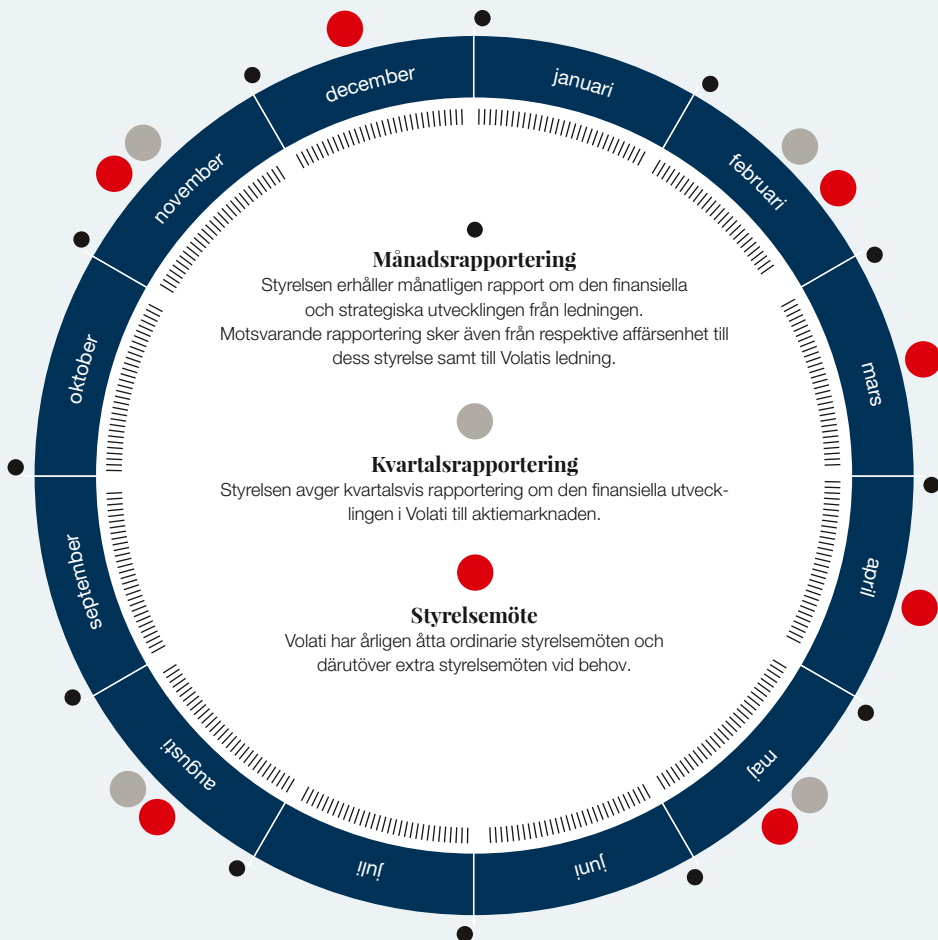 januari
februari
mars
april
maj
juni
juli
augusti
september
oktober
november
december
Månadsrapportering
Styrelsen erhåller månatligen rapport om den finansiella
och strategiska utvecklingen från ledningen.
Motsvarande rapportering sker även från respektive affärsenhet till
dess styrelse samt till Volatis ledning.
Kvartalsrapportering
Styrelsen avger kvartalsvis rapportering om den finansiella utveck-
lingen i Volati till aktiemarknaden.
Styrelsemöte
Volati har årligen åtta ordinarie styrelsemöten och
därutöver extra styrelsemöten vid behov.